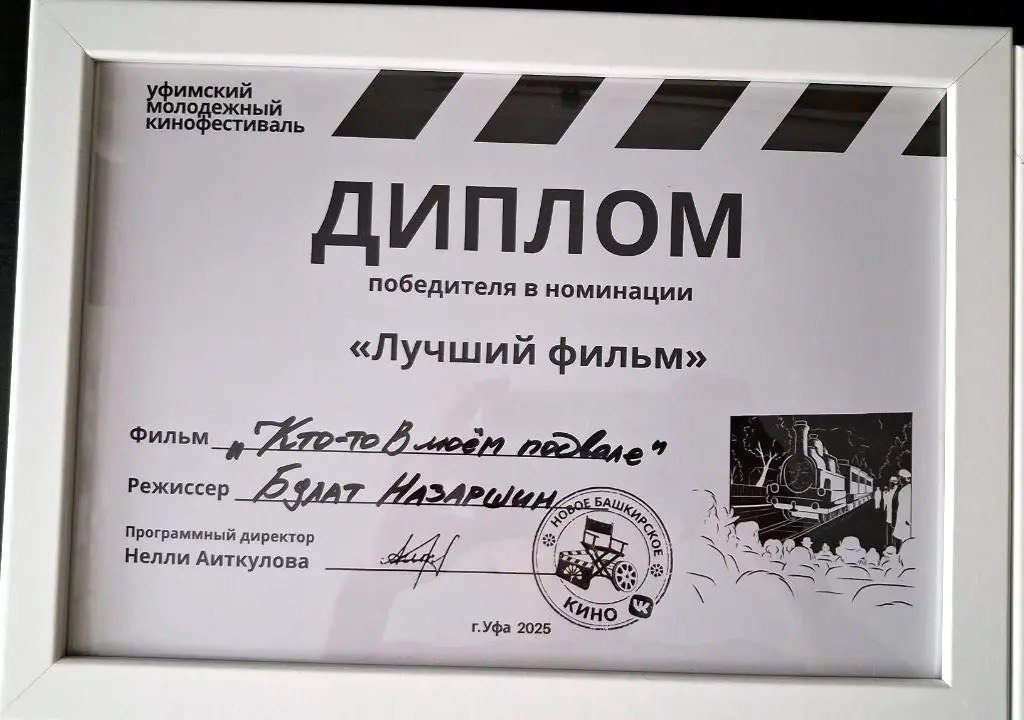 уфимский
молодежный
кинофестиваль
ДИПЛОМ
победителя в номинации
«Лучший фильм»
Фильм „Кто-то в моём подвале"
Режиссер Булат Назаршин
Программный директор
Нелли Аиткулова
НОВОЕ БАШКИРСКОЕ
КИНО
г.Уфа 2025